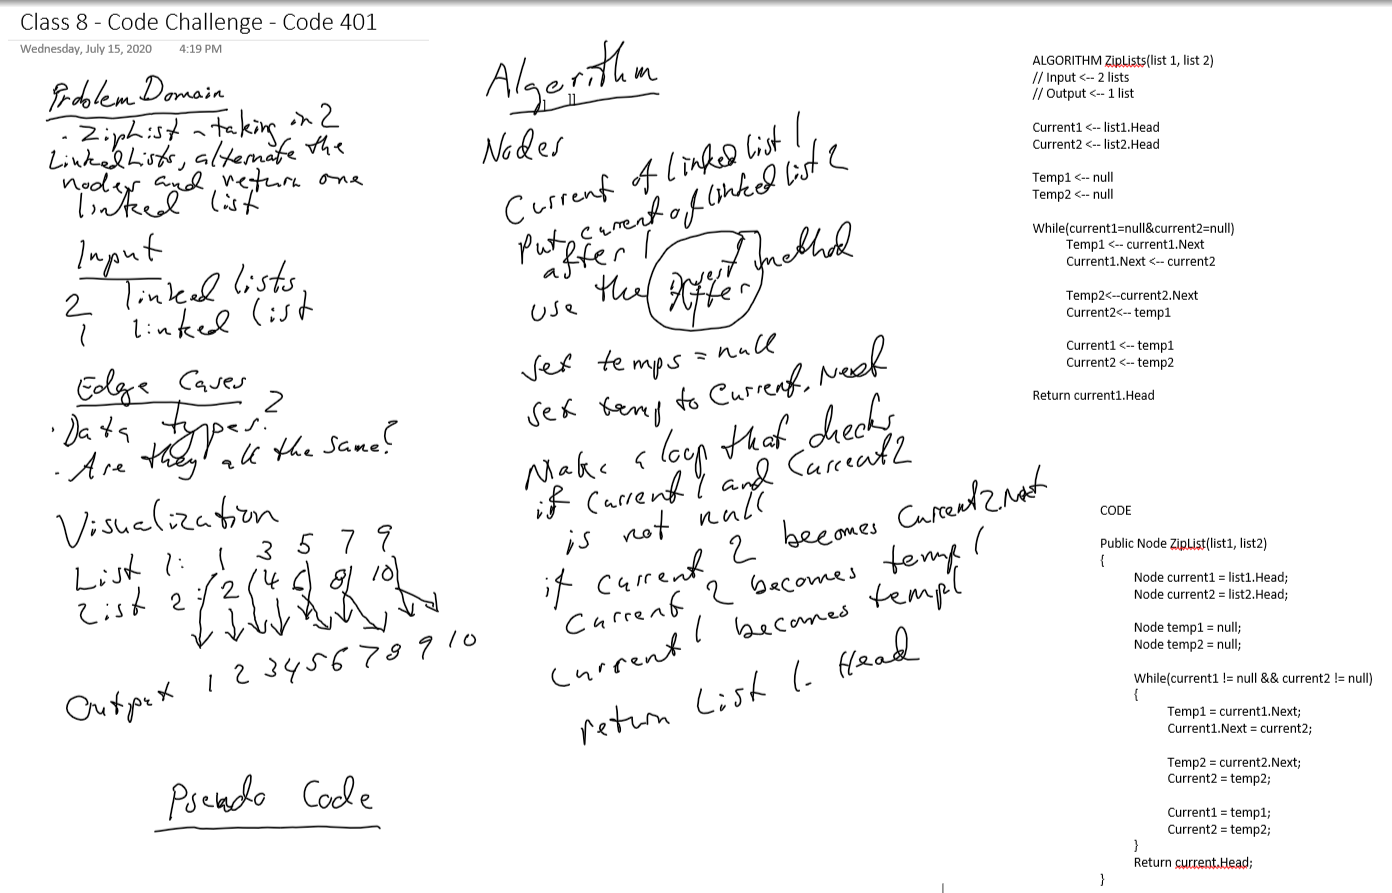 Class 8 - Code Challenge - Code 401
Wednesday, July 15, 2020 4:19 PM
Problem Domain
- ZipList - taking in 2
Linked Lists, alternate the
nodes and return one
linked list
Input
2 linked lists
1 linked list
Edge Cases
- Data types?
- Are they all the same?
Visualization
List 1: 1 3 5 7 9
List 2: 2 4 6 8 10
Output 1 2 3 4 5 6 7 8 9 10
Pseudo Code
Algorithm
Nodes
Current of linked list 1
Put current of linked list 2
after 1
use the Insert After method
Set temps = null
Set temp to Current.Next
Make a loop that checks
if Current 1 and Current 2
is not null
if Current 2 becomes Current2.Next
Current 2 becomes temp 1
Current 1 becomes temp1
return List 1. Head
ALGORITHM ZipLists(list 1, list 2)
// Input <-- 2 lists
// Output <-- 1 list
Current1 <-- list1.Head
Current2 <-- list2.Head
Temp1 <-- null
Temp2 <-- null
While(current1=null&current2=null)
Temp1 <-- current1.Next
Current1.Next <-- current2
Temp2<--current2.Next
Current2<-- temp1
Current1 <-- temp1
Current2 <-- temp2
Return current1.Head
CODE
Public Node ZipList(list1, list2)
{
Node current1 = list1.Head;
Node current2 = list2.Head;
Node temp1 = null;
Node temp2 = null;
While(current1 != null && current2 != null)
{
Temp1 = current1.Next;
Current1.Next = current2;
Temp2 = current2.Next;
Current2 = temp2;
Current1 = temp1;
Current2 = temp2;
}
Return current.Head;
}